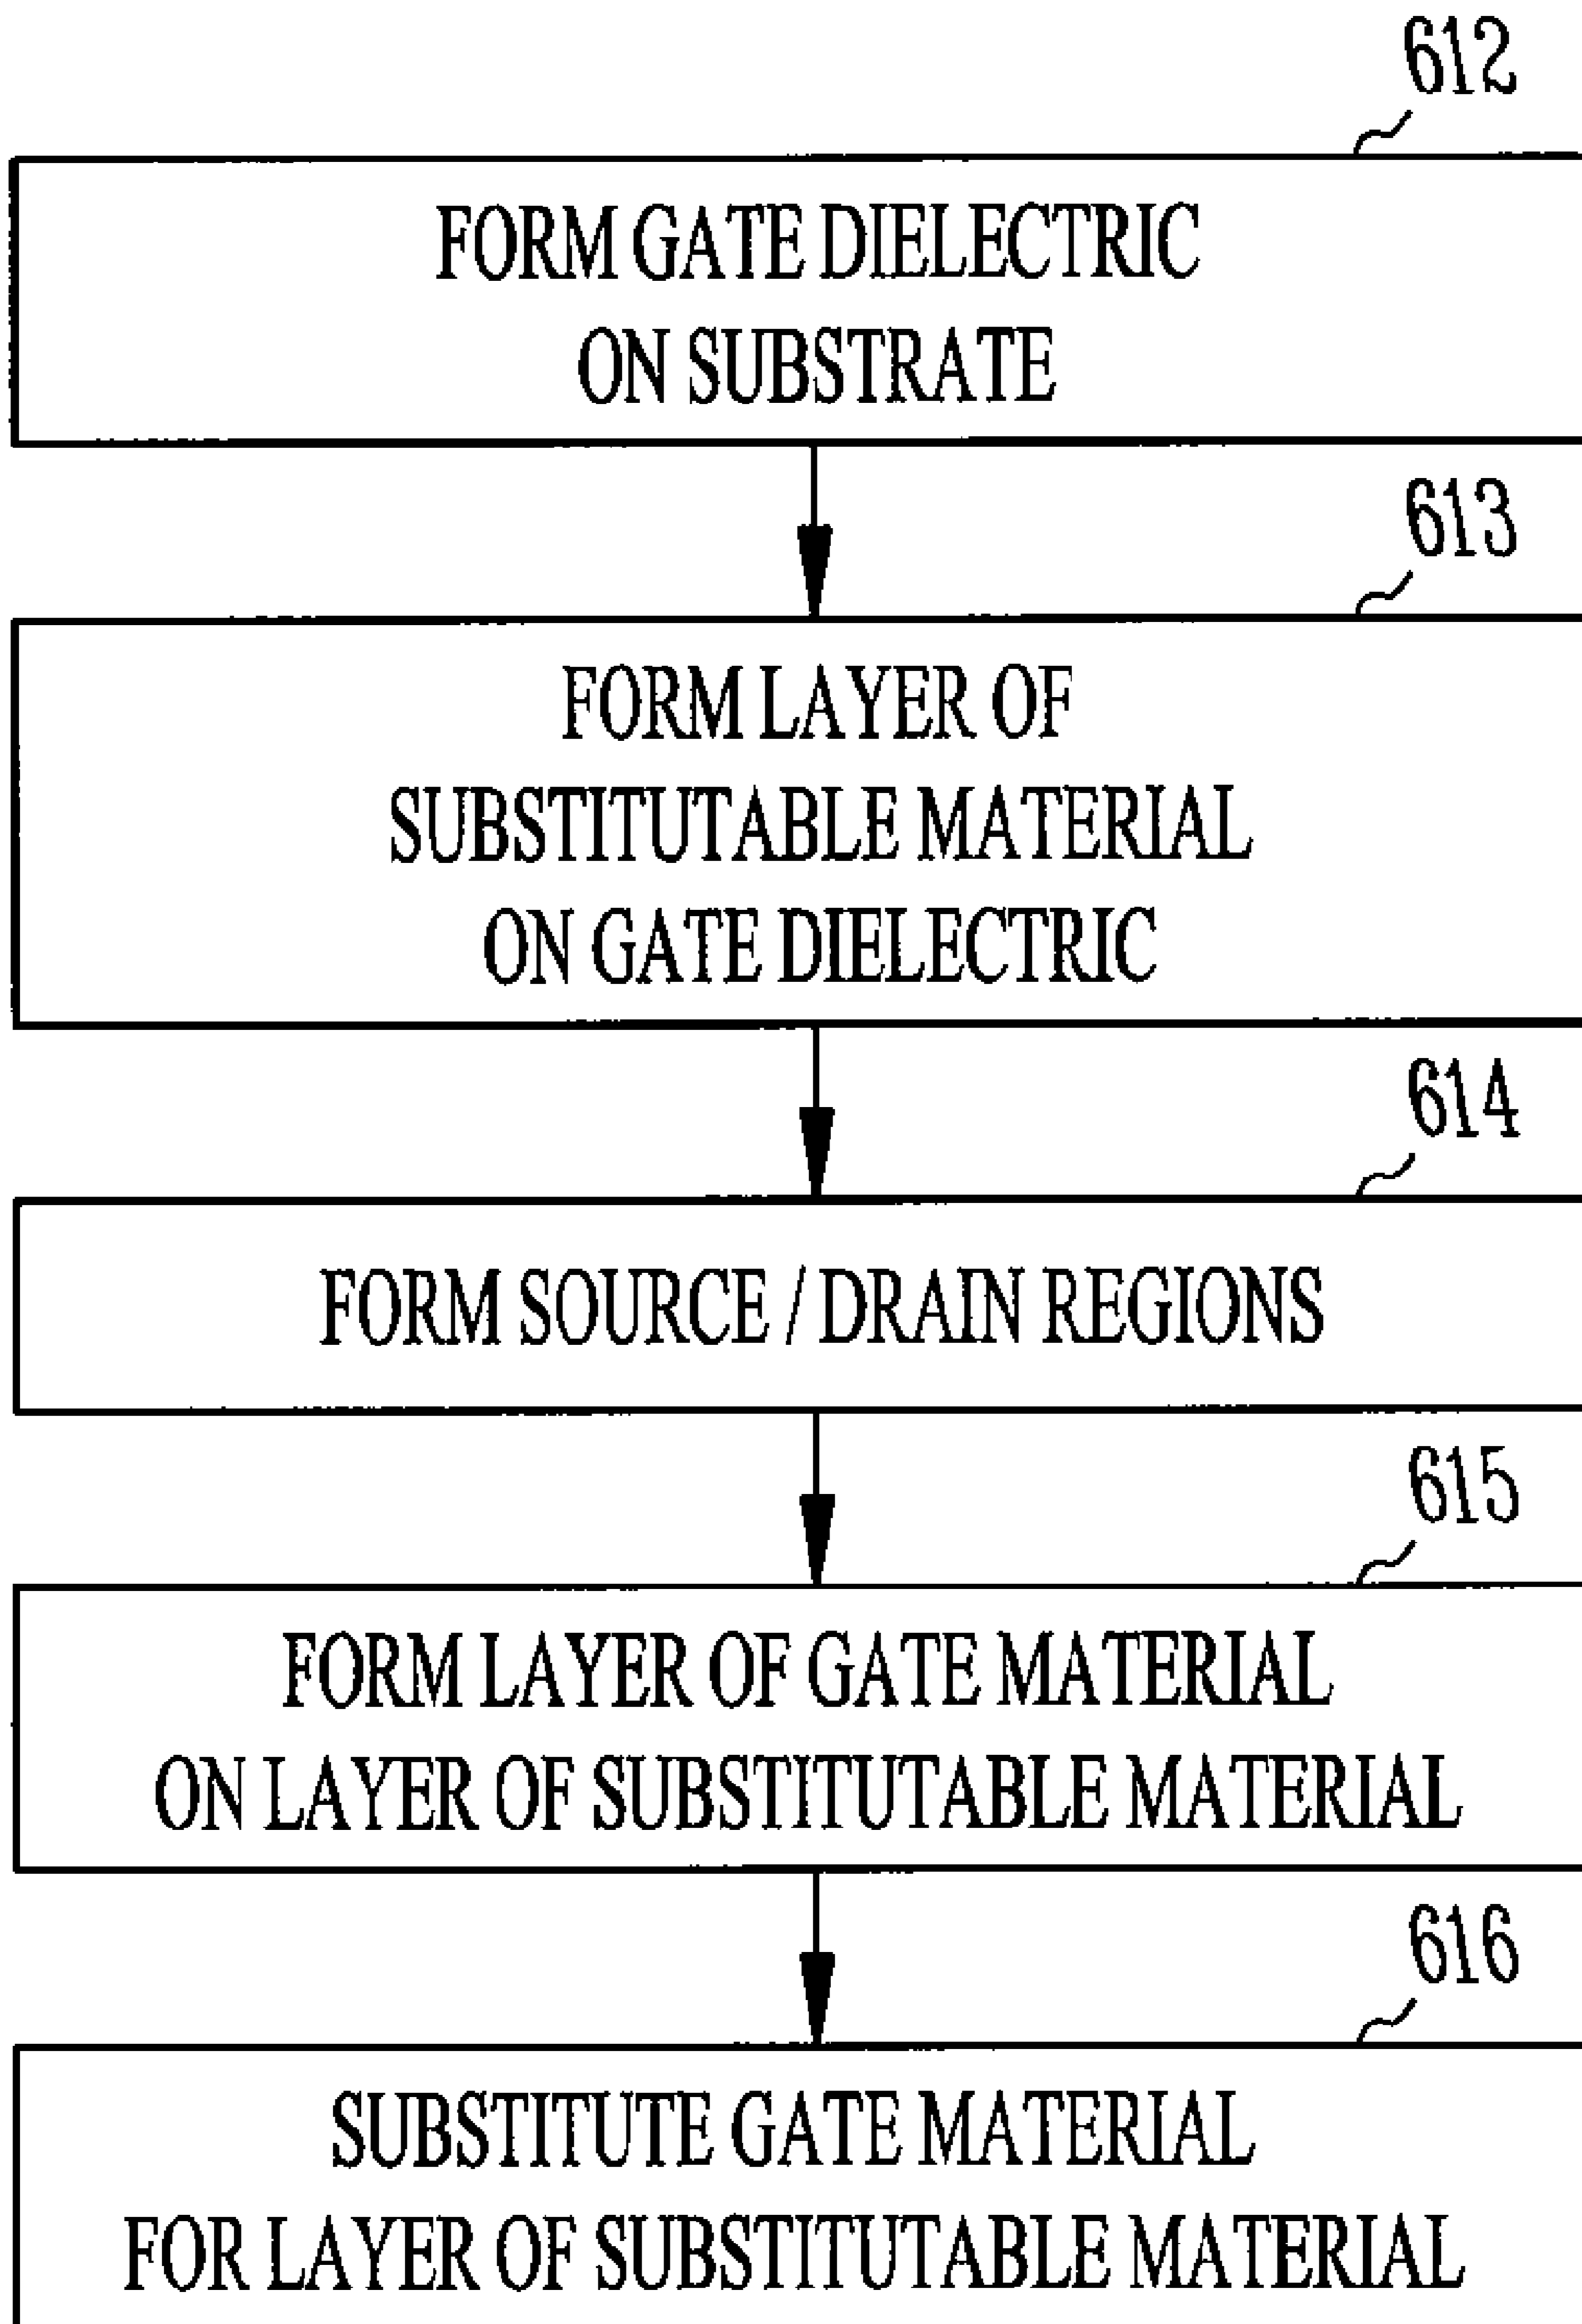 612
FORM GATE DIELECTRIC
ON SUBSTRATE
613
FORM LAYER OF
SUBSTITUTABLE MATERIAL
ON GATE DIELECTRIC
614
FORM SOURCE / DRAIN REGIONS
615
FORM LAYER OF GATE MATERIAL
ON LAYER OF SUBSTITUTABLE MATERIAL
616
SUBSTITUTE GATE MATERIAL
FOR LAYER OF SUBSTITUTABLE MATERIAL